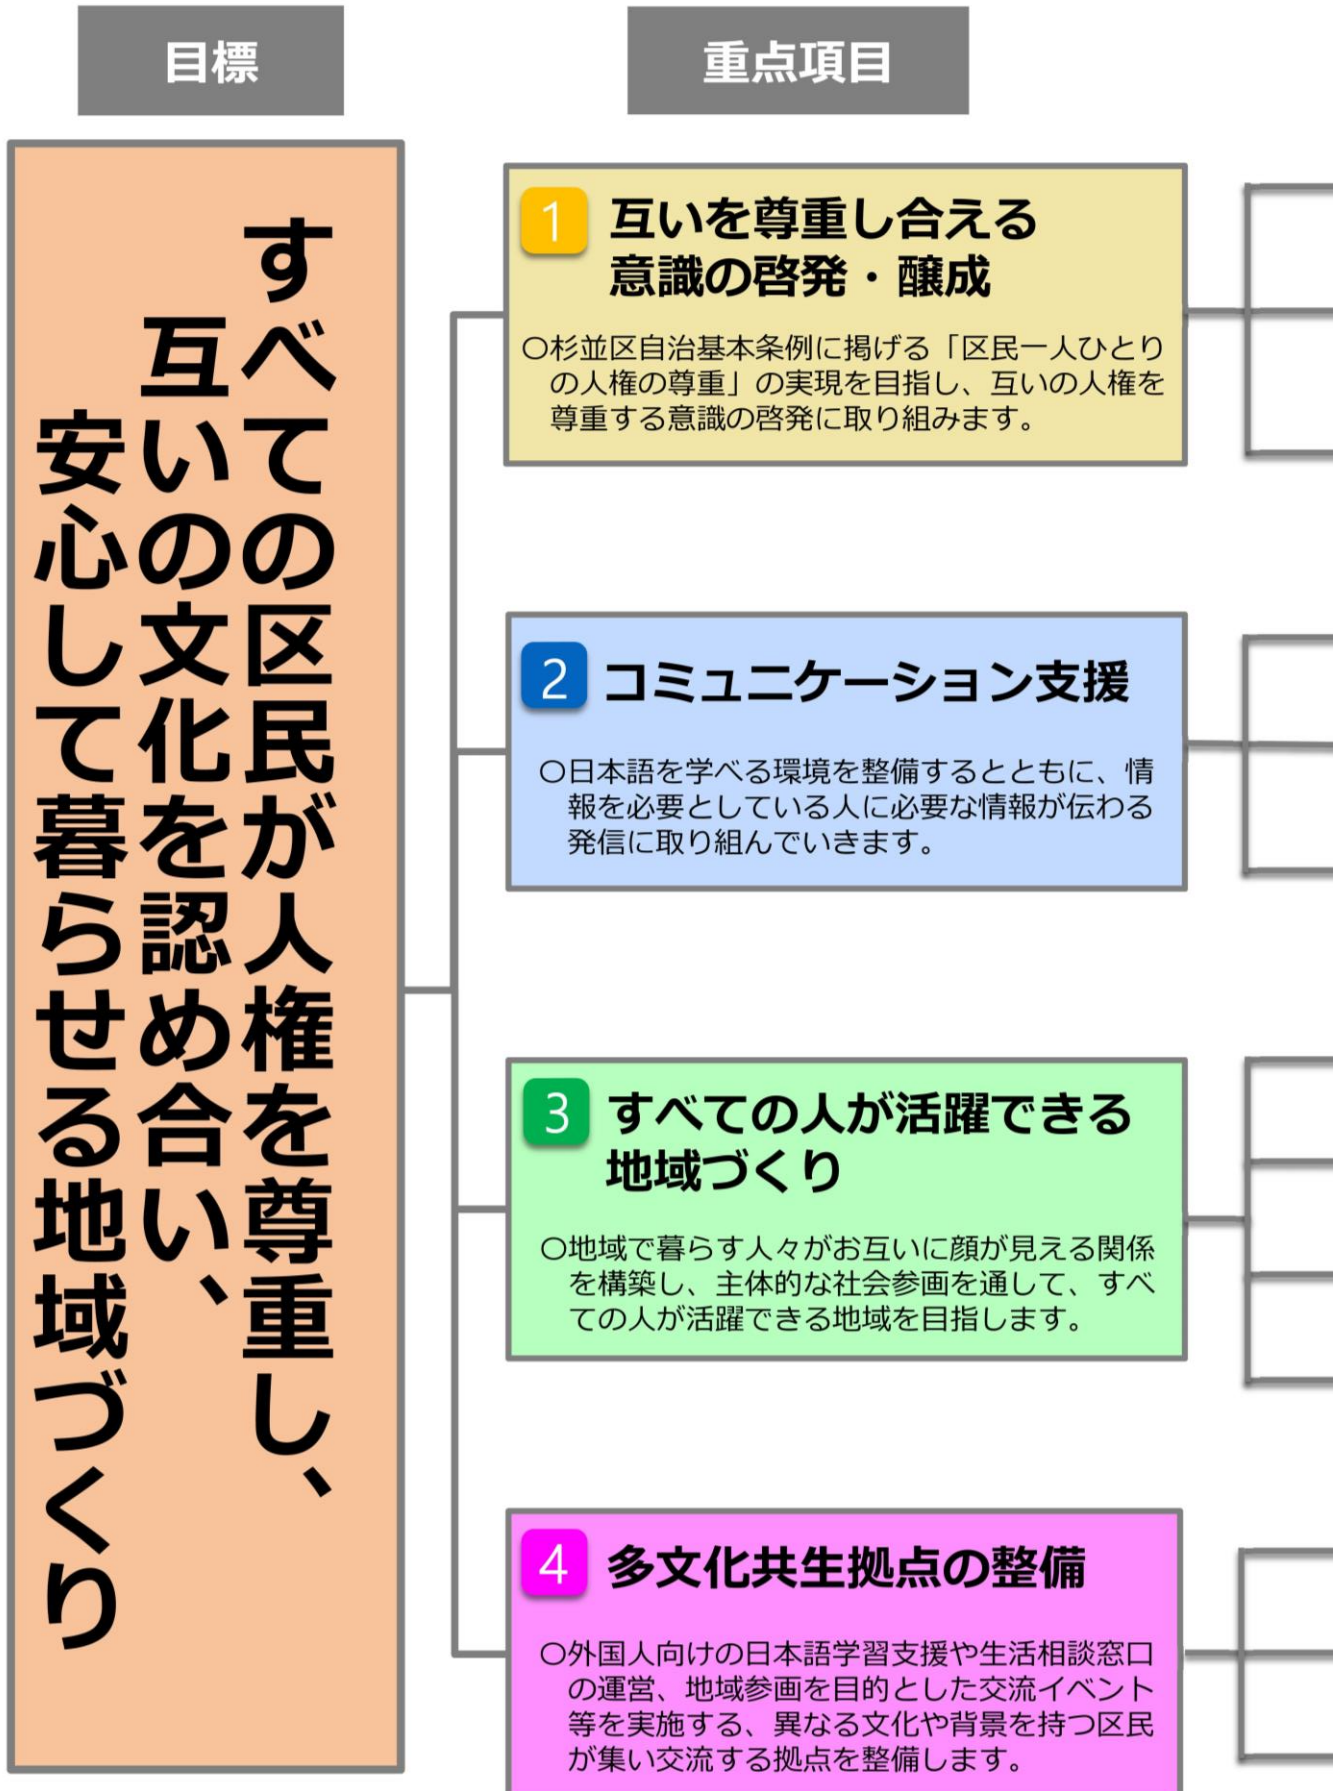 目標
重点項目
すべての区民が人権を尊重し、
互いの文化を認め合い、
安心して暮らせる地域づくり
1 互いを尊重し合える
意識の啓発・醸成
○杉並区自治基本条例に掲げる「区民一人ひとり
の人権の尊重」の実現を目指し、互いの人権を
尊重する意識の啓発に取り組みます。
2 コミュニケーション支援
○日本語を学べる環境を整備するとともに、情
報を必要としている人に必要な情報が伝わる
発信に取り組んでいきます。
3 すべての人が活躍できる
地域づくり
○地域で暮らす人々がお互いに顔が見える関係
を構築し、主体的な社会参画を通して、すべ
ての人が活躍できる地域を目指します。
4 多文化共生拠点の整備
○外国人向けの日本語学習支援や生活相談窓口
の運営、地域参画を目的とした交流イベント
等を実施する、異なる文化や背景を持つ区民
が集い交流する拠点を整備します。